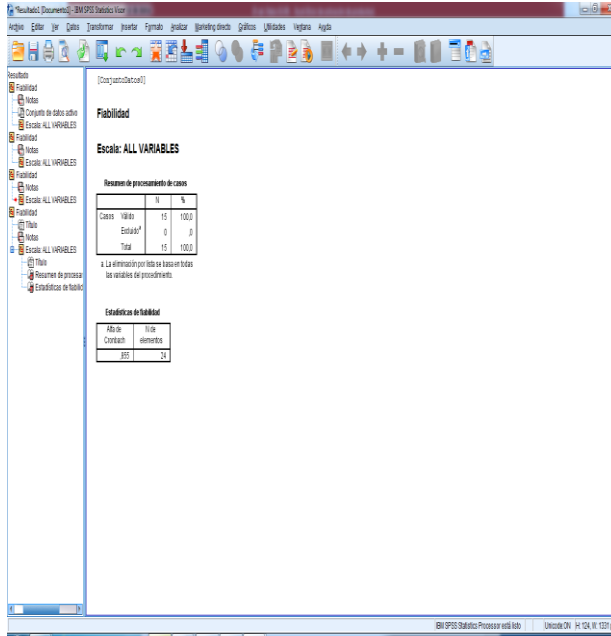 *Resultado1 [Documento1] - IBM SPSS Statistics Visor
Archivo Editar Ver Datos Transformar Insertar Formato Analizar Marketing directo Gráficos Utilidades Ventana Ayuda
Resultado
Fiabilidad
Notas
Conjunto de datos activo
Escala: ALL VARIABLES
Fiabilidad
Notas
Escala: ALL VARIABLES
Fiabilidad
Notas
Escala: ALL VARIABLES
Fiabilidad
Título
Notas
Escala: ALL VARIABLES
Título
Resumen de procesa
Estadísticas de fiabilid
[ConjuntoDatos0]
Fiabilidad
Escala: ALL VARIABLES
Resumen de procesamiento de casos
N %
Casos Válido 15 100,0
Excluido a 0 ,0
Total 15 100,0
a. La eliminación por lista se basa en todas
las variables del procedimiento.
Estadísticas de fiabilidad
Alfa de Cronbach N de elementos
24
IBM SPSS Statistics Processor está listo Unicode:ON H: 124, W: 1331